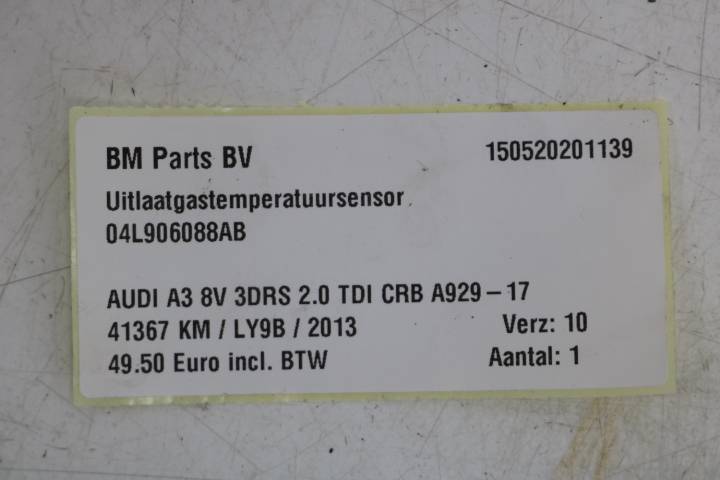 BM Parts BV 150520201139
Uitlaatgastemperatuursensor
04L906088AB
AUDI A3 8V 3DRS 2.0 TDI CRB A929-17
41367 KM / LY9B / 2013 Verz: 10
49.50 Euro incl. BTW Aantal: 1